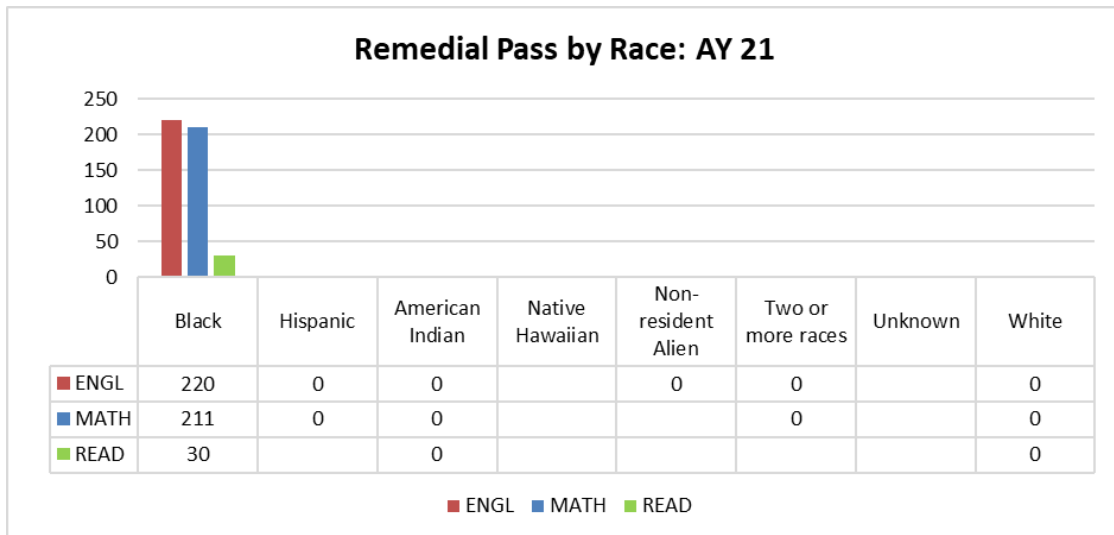 Remedial Pass by Race: AY 21
250
200
150
100
50
0
Black Hispanic American Indian Native Hawaiian Non-resident Alien Two or more races Unknown White
ENGL 220 0 0 0 0 0
MATH 211 0 0 0 0
READ 30 0 0
ENGL MATH READ